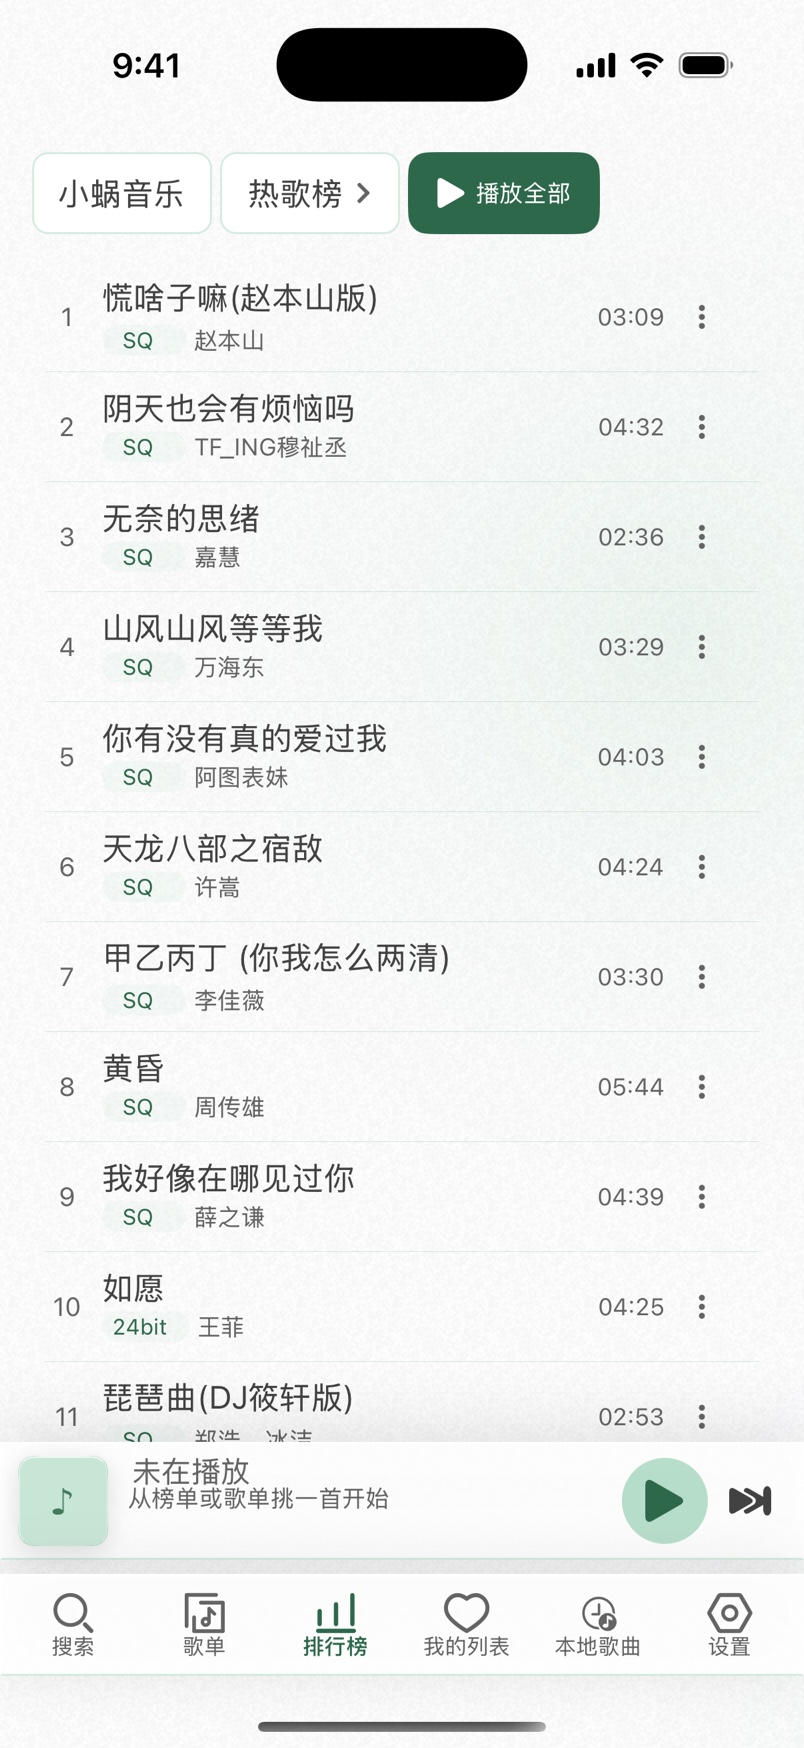 9:41
小蜗音乐
热歌榜
播放全部
1
慌啥子嘛(赵本山版)
SQ 赵本山
03:09
2
阴天也会有烦恼吗
SQ TF_ING穆祉丞
04:32
3
无奈的思绪
SQ 嘉慧
02:36
4
山风山风等等我
SQ 万海东
03:29
5
你有没有真的爱过我
SQ 阿图表妹
04:03
6
天龙八部之宿敌
SQ 许嵩
04:24
7
甲乙丙丁 (你我怎么两清)
SQ 李佳薇
03:30
8
黄昏
SQ 周传雄
05:44
9
我好像在哪见过你
SQ 薛之谦
04:39
10
如愿
24bit 王菲
04:25
11
琵琶曲(DJ筱轩版)
SQ
02:53
未在播放
从榜单或歌单挑一首开始
搜索
歌单
排行榜
我的列表
本地歌曲
设置